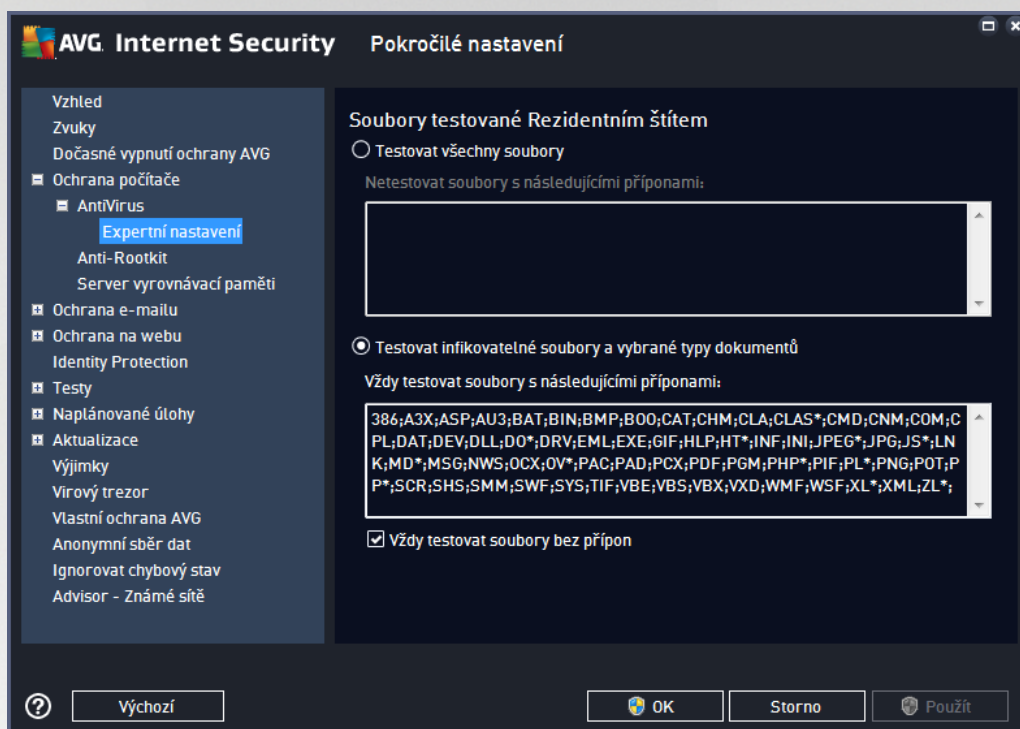 AVG. Internet Security
Pokročilé nastavení
Vzhled
Zvuky
Dočasné vypnutí ochrany AVG
Ochrana počítače
AntiVirus
Expertní nastavení
Anti-Rootkit
Server vyrovnávací paměti
Ochrana e-mailu
Ochrana na webu
Identity Protection
Testy
Naplánované úlohy
Aktualizace
Výjimky
Virový trezor
Vlastní ochrana AVG
Anonymní sběr dat
Ignorovat chybový stav
Advisor - Známé sítě
Soubory testované Rezidentním štítem
Testovat všechny soubory
Netestovat soubory s následujícími příponami:
Testovat infikovatelné soubory a vybrané typy dokumentů
Vždy testovat soubory s následujícími příponami:
386;A3X;ASP;AU3;BAT;BIN;BMP;BOO;CAT;CHM;CLA;CLAS*;CMD;CNM;COM;C
PL;DAT;DEV;DLL;DO*;DRV;EML;EXE;GIF;HLP;HT*;INF;INI;JPEG*;JPG;JS*;LN
K;MD*;MSG;NWS;OCX;OV*;PAC;PAD;PCX;PDF;PGM;PHP*;PIF;PL*;PNG;POT;P
P*;SCR;SHS;SMM;SWF;SYS;TIF;VBE;VBS;VBX;VXD;WMF;WSF;XL*;XML;ZL*;
Vždy testovat soubory bez přípon
Výchozí
OK
Storno
Použít